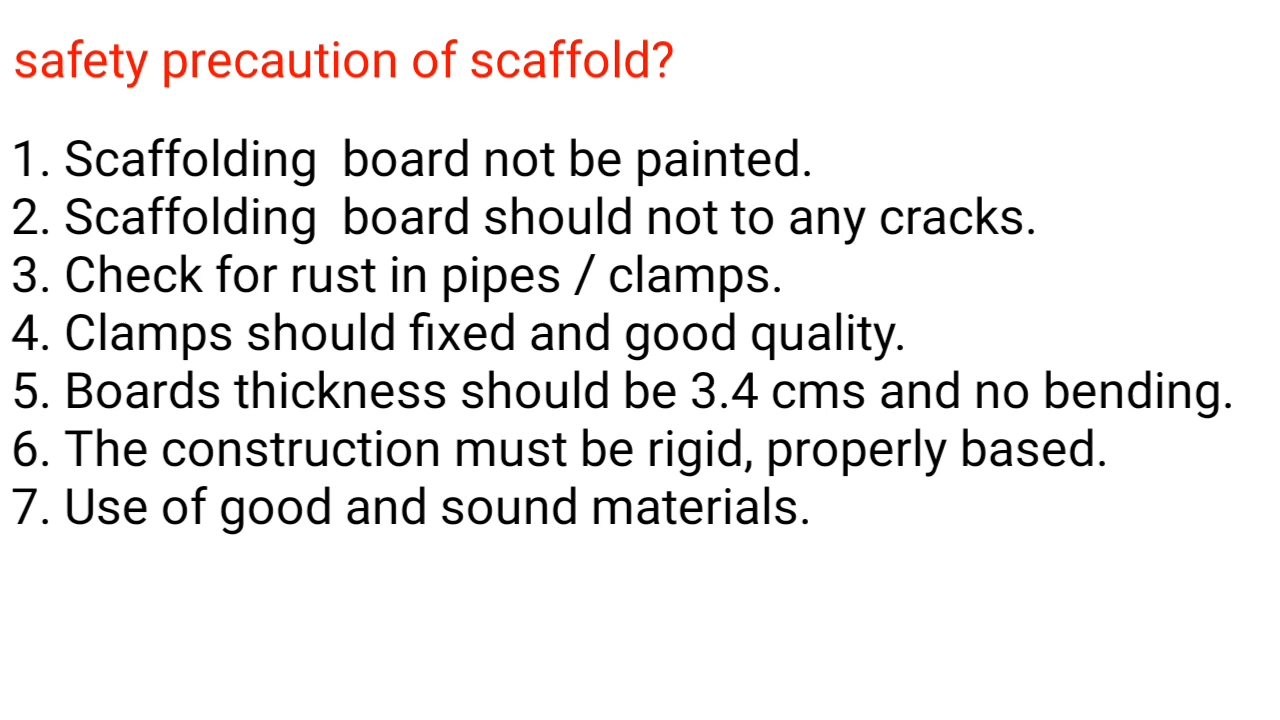 safety precaution of scaffold?
1. Scaffolding  board not be painted.
2. Scaffolding  board should not to any cracks.
3. Check for rust in pipes / clamps.
4. Clamps should fixed and good quality.
5. Boards thickness should be 3.4 cms and no bending.
6. The construction must be rigid, properly based.
7. Use of good and sound materials.